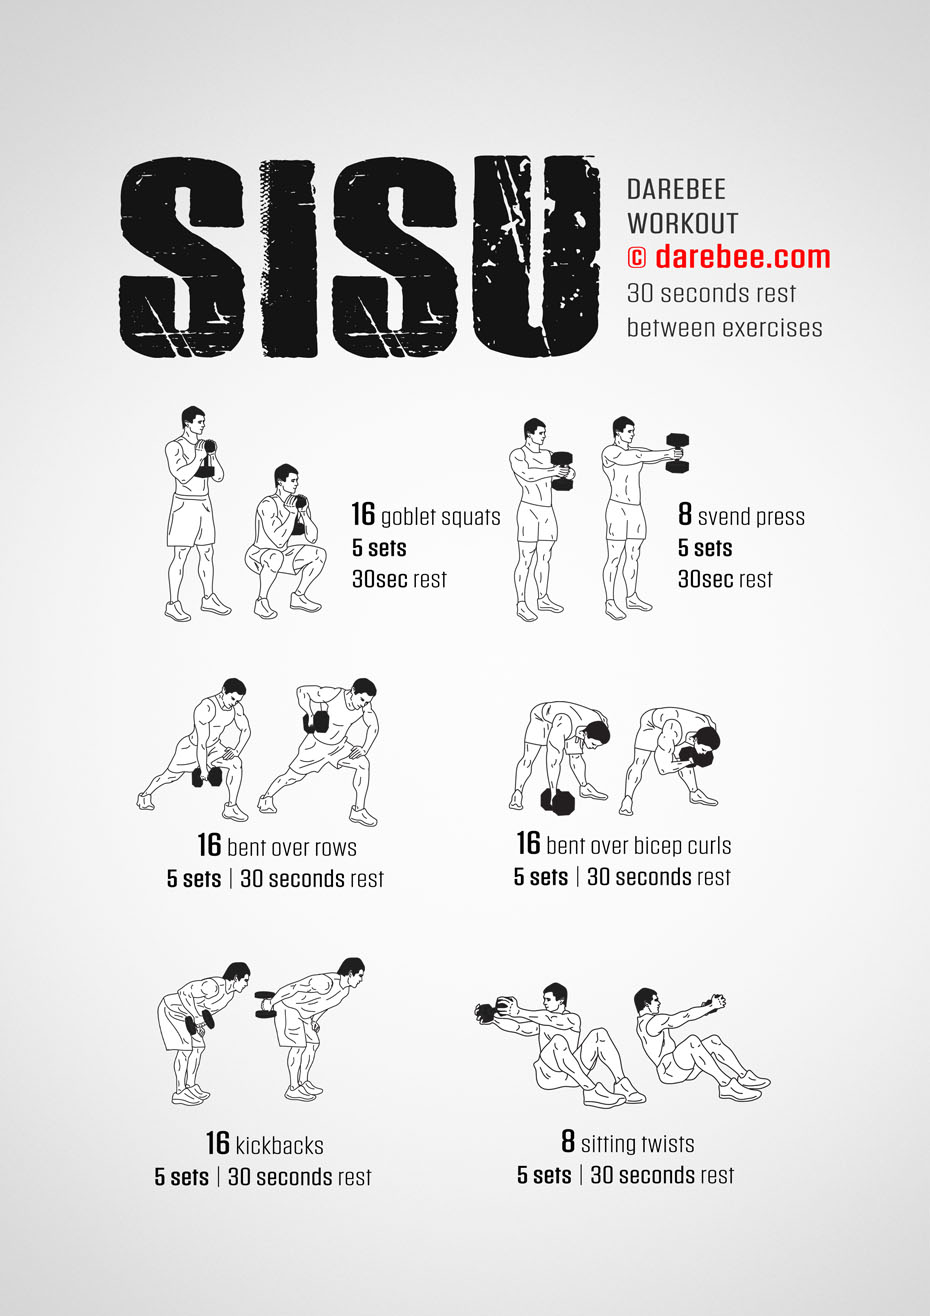 SISU
DAREBEE
WORKOUT
© darebee.com
30 seconds rest
between exercises
16 goblet squats
5 sets
30sec rest
8 svend press
5 sets
30sec rest
16 bent over rows
5 sets | 30 seconds rest
16 bent over bicep curls
5 sets | 30 seconds rest
16 kickbacks
5 sets | 30 seconds rest
8 sitting twists
5 sets | 30 seconds rest